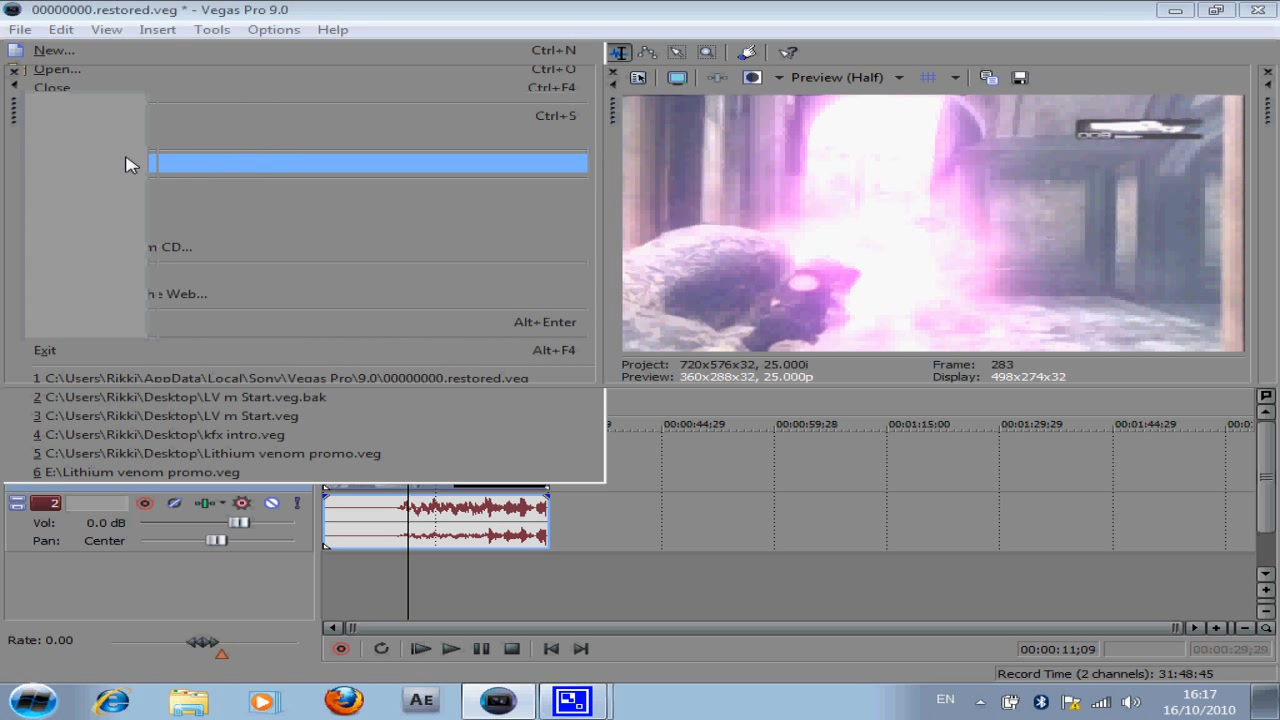 00000000.restored.veg * - Vegas Pro 9.0
File Edit View Insert Tools Options Help
New... Ctrl+N
Open... Ctrl+O
Close Ctrl+F4
Ctrl+S
Preview (Half)
m CD...
he Web...
Alt+Enter
Exit Alt+F4
1 C:\Users\Rikki\AppData\Local\Sony\Vegas Pro\9.0\00000000.restored.veg
2 C:\Users\Rikki\Desktop\LV m Start.veg.bak
3 C:\Users\Rikki\Desktop\LV m Start.veg
4 C:\Users\Rikki\Desktop\kfx intro.veg
5 C:\Users\Rikki\Desktop\Lithium venom promo.veg
6 E:\Lithium venom promo.veg
Project: 720x576x32, 25.000i Frame: 283
Preview: 360x288x32, 25.000p Display: 498x274x32
00:00:44;29 00:00:59;28 00:01:15;00 00:01:29;29 00:01:44;29 00:0
2
Vol: 0.0 dB
Pan: Center
Rate: 0.00
00:00:11;09 00:00:29;29
Record Time (2 channels): 31:48:45
AE
EN
16:17
16/10/2010